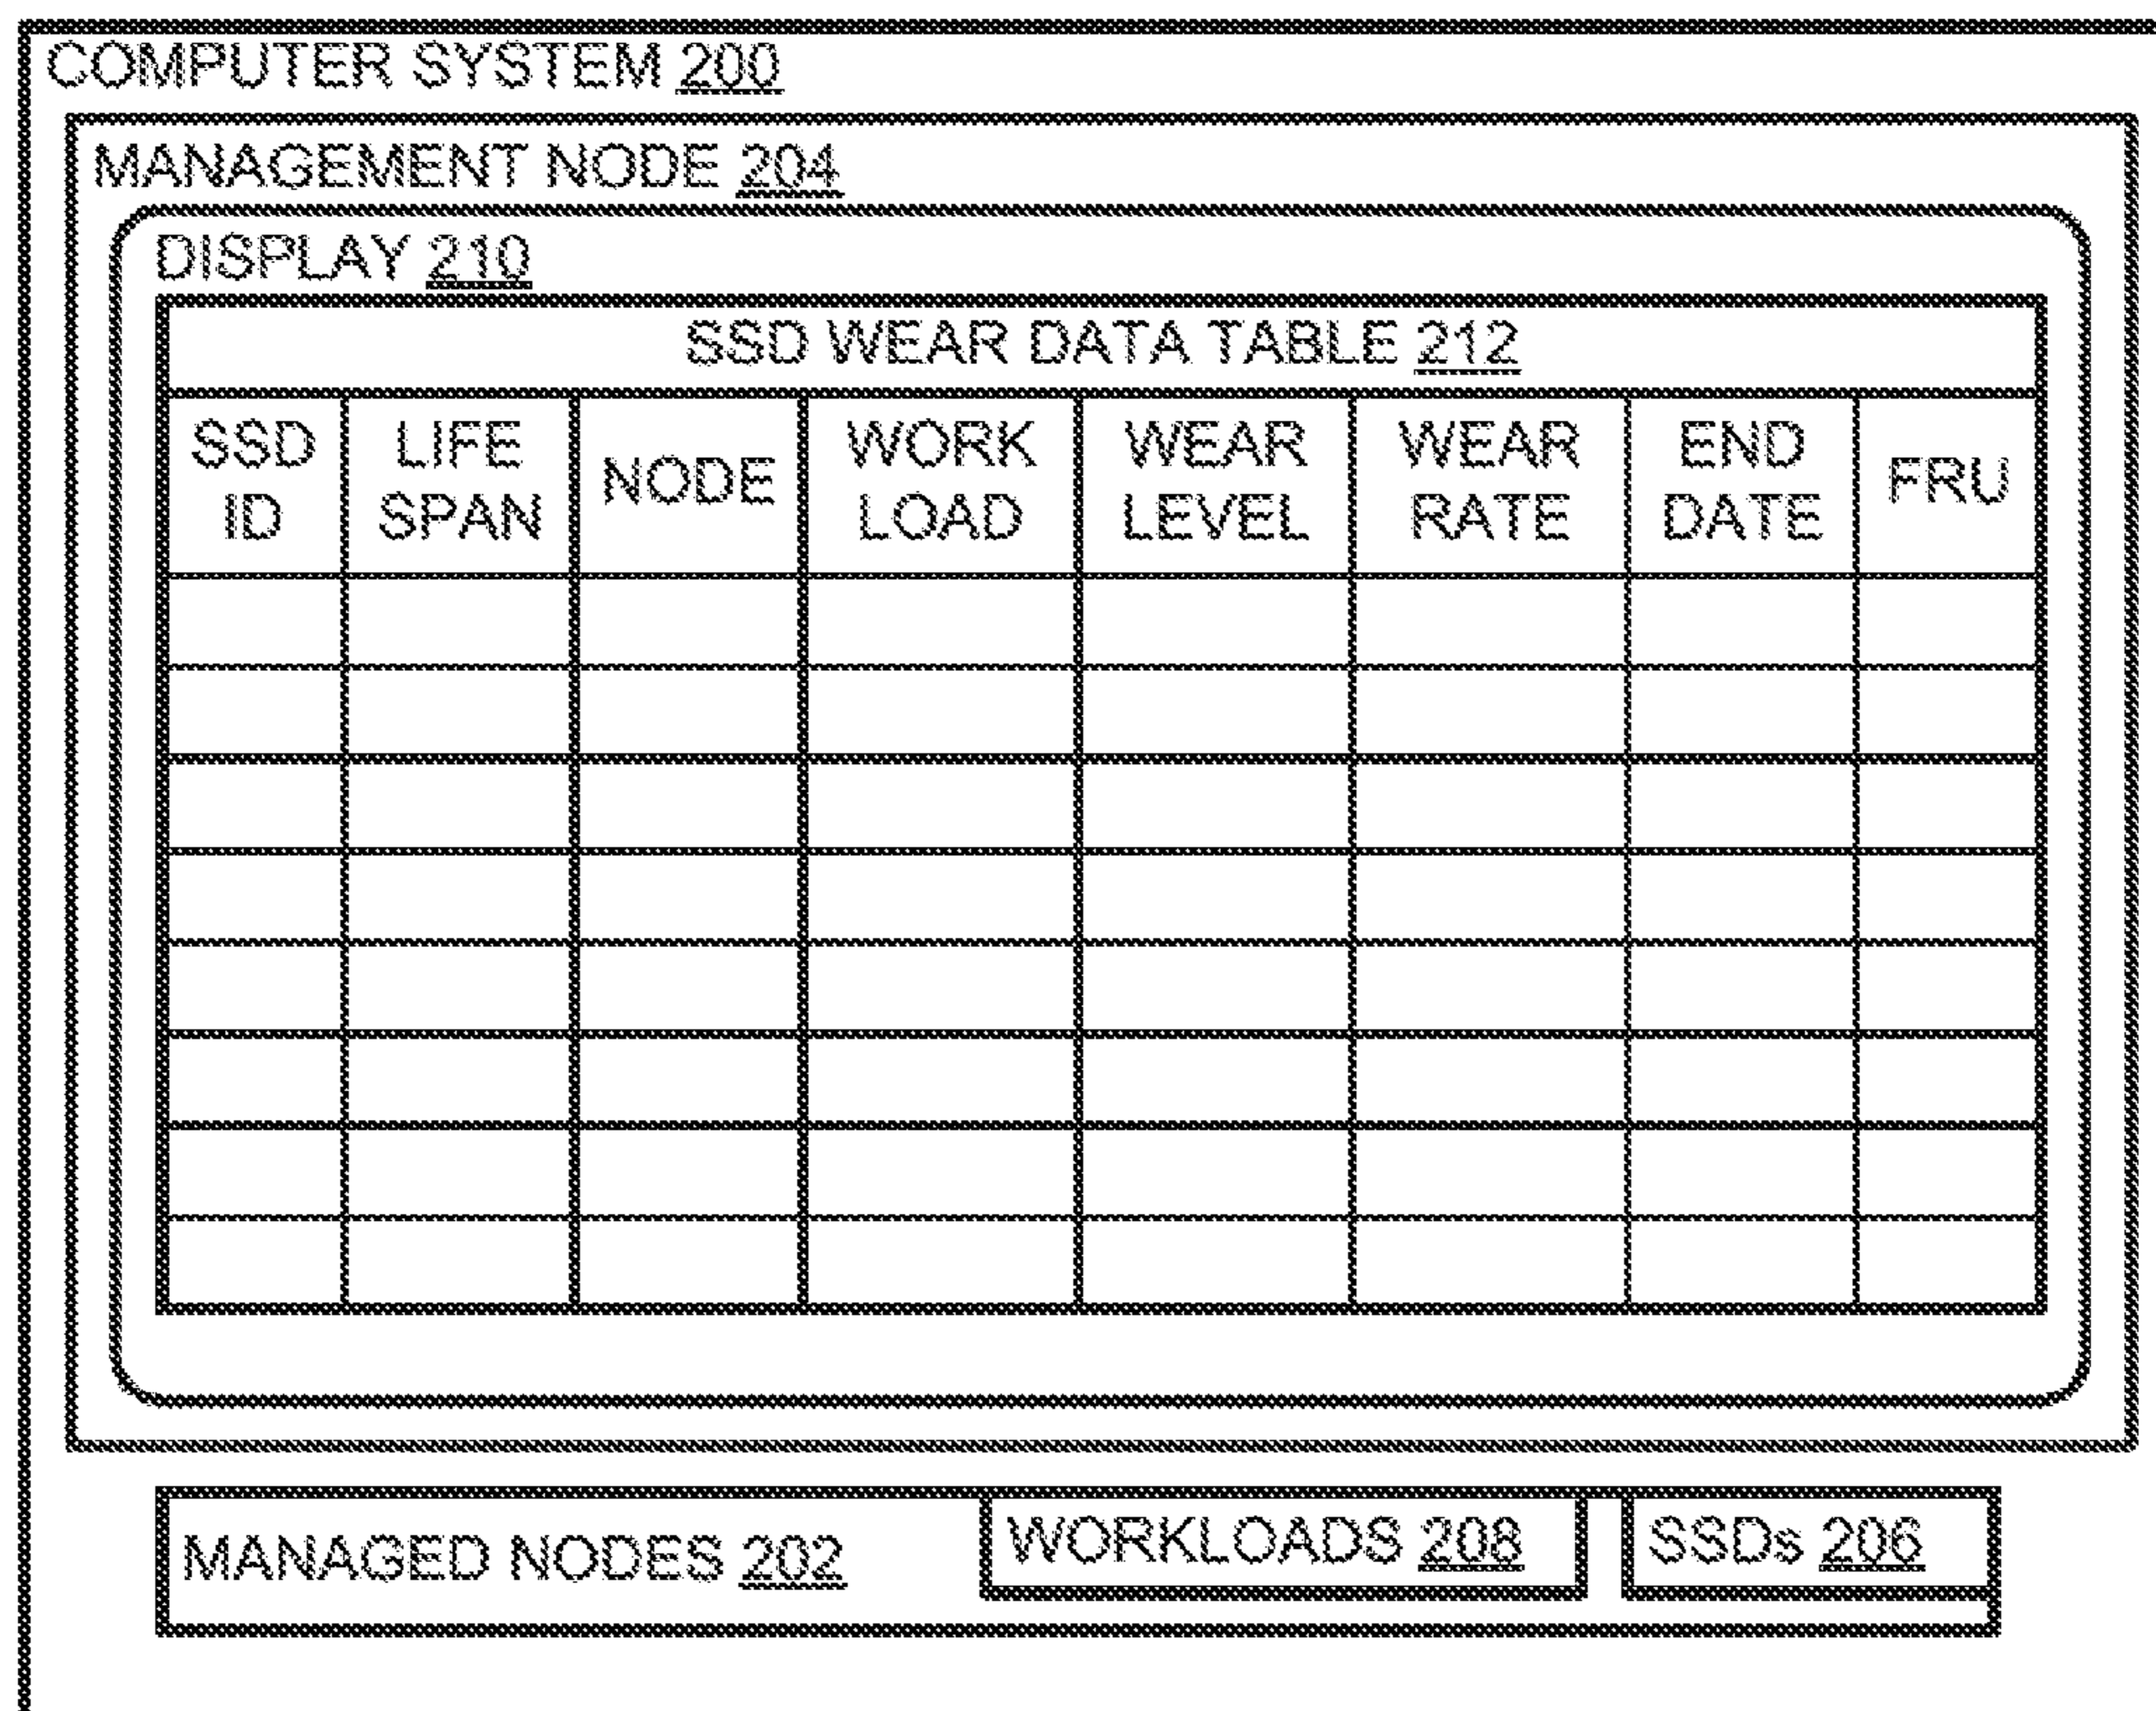 COMPUTER SYSTEM 200
MANAGEMENT NODE 204
DISPLAY 210
SSD WEAR DATA TABLE 212
SSD ID
LIFE SPAN
NODE
WORK LOAD
WEAR LEVEL
WEAR RATE
END DATE
FRU
MANAGED NODES 202
WORKLOADS 208
SSDs 206